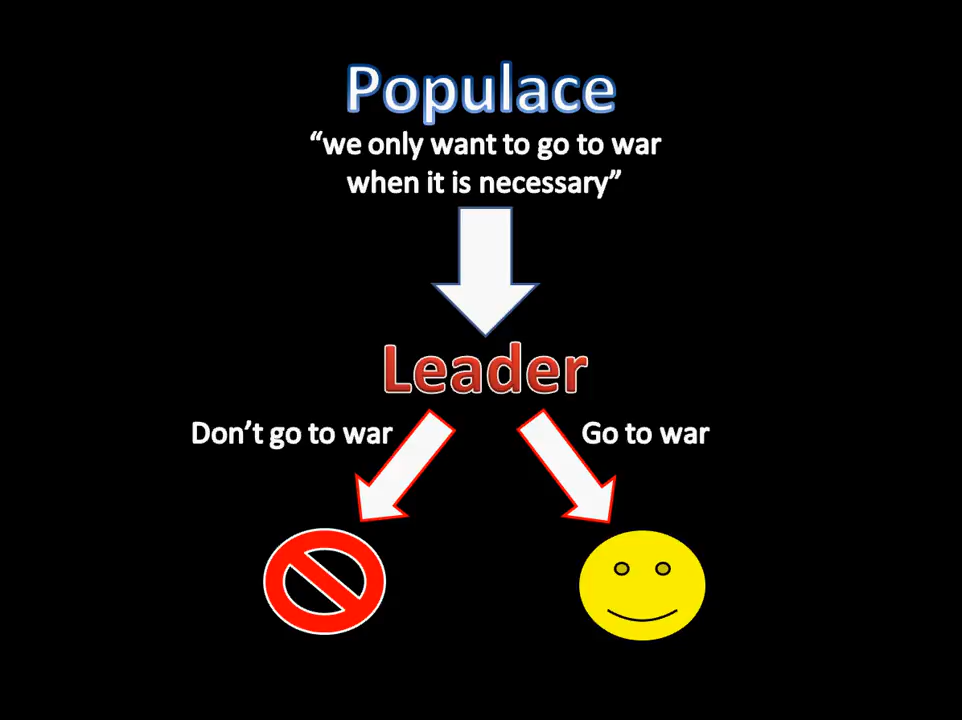 Populace
“we only want to go to war
when it is necessary”
Leader
Don’t go to war
Go to war